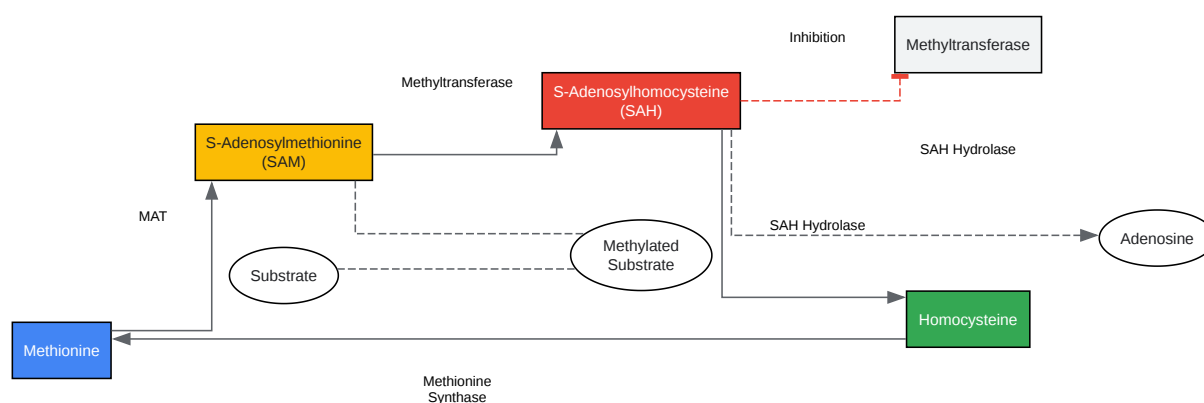 Inhibition
Methyltransferase
Methyltransferase
S-Adenosylhomocysteine
(SAH)
S-Adenosylmethionine
(SAM)
SAH Hydrolase
MAT
SAH Hydrolase
Adenosine
Methylated
Substrate
Substrate
Homocysteine
Methionine
Methionine
Synthase